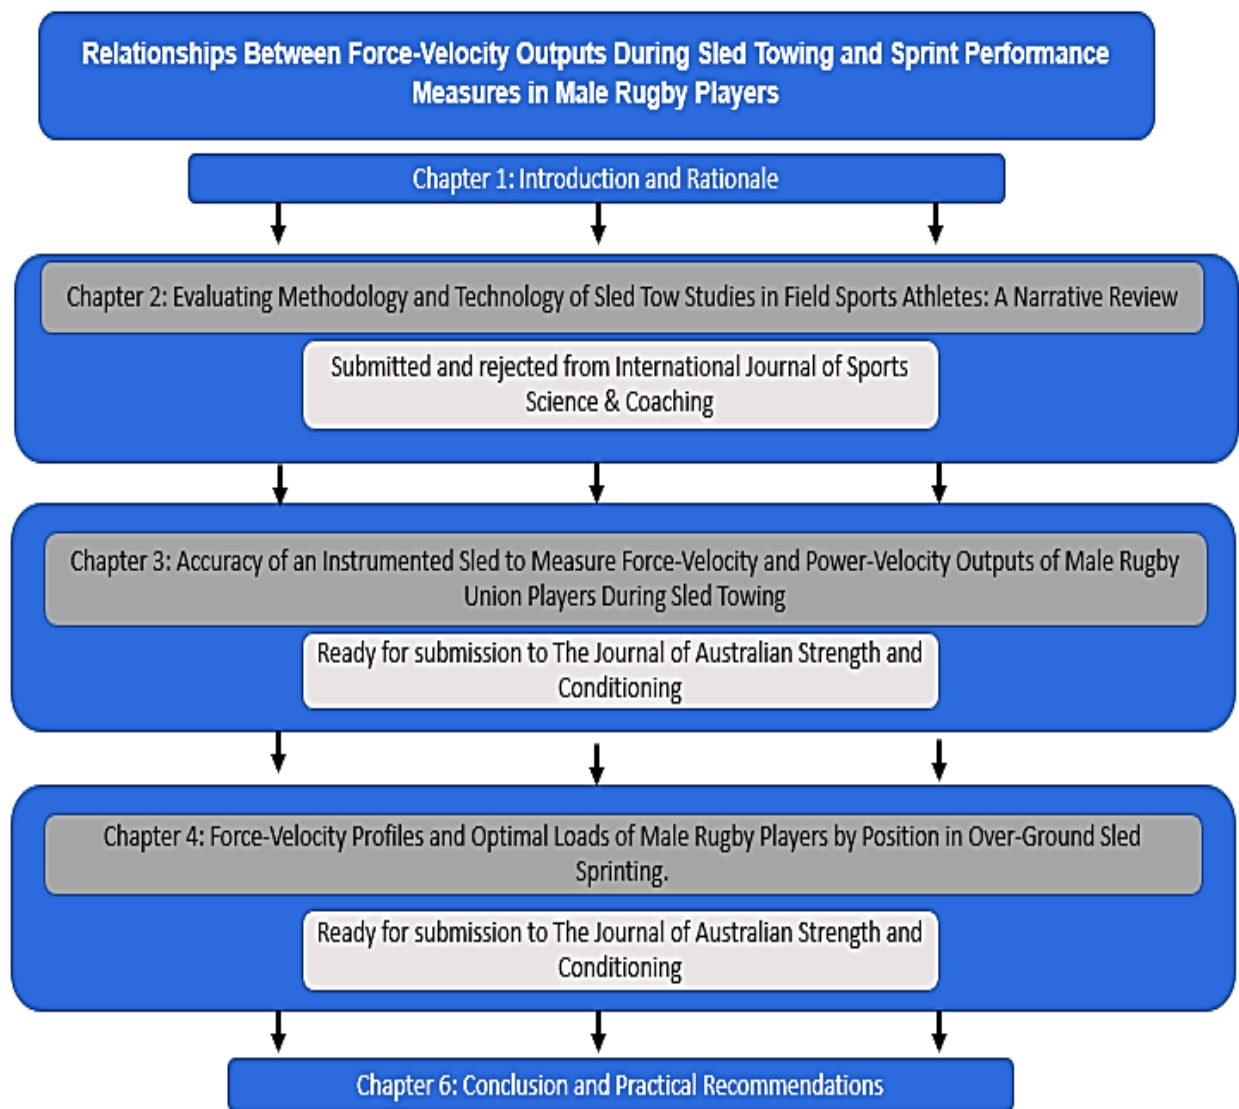 Relationships Between Force-Velocity Outputs During Sled Towing and Sprint Performance
Measures in Male Rugby Players
Chapter 1: Introduction and Rationale
Chapter 2: Evaluating Methodology and Technology of Sled Tow Studies in Field Sports Athletes: A Narrative Review
Submitted and rejected from International Journal of Sports
Science & Coaching
Chapter 3: Accuracy of an Instrumented Sled to Measure Force-Velocity and Power-Velocity Outputs of Male Rugby
Union Players During Sled Towing
Ready for submission to The Journal of Australian Strength and
Conditioning
Chapter 4: Force-Velocity Profiles and Optimal Loads of Male Rugby Players by Position in Over-Ground Sled
Sprinting.
Ready for submission to The Journal of Australian Strength and
Conditioning
Chapter 6: Conclusion and Practical Recommendations